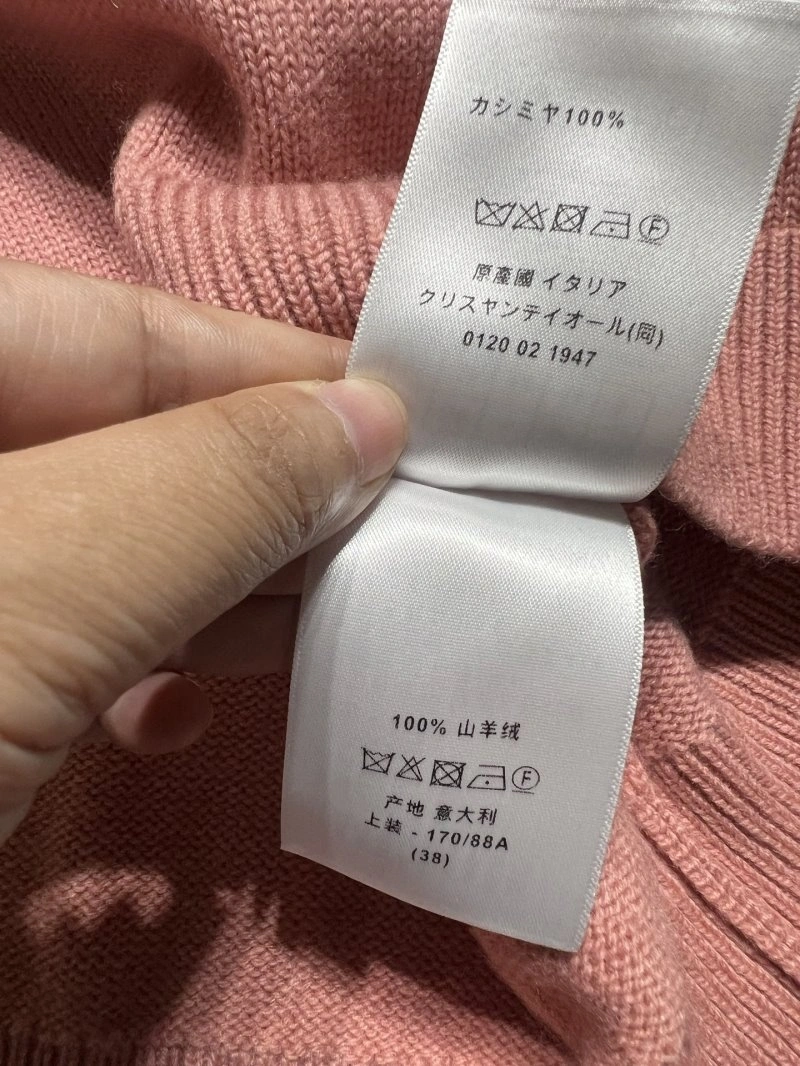 カシミヤ100%
F
原産國 イタリア
クリスヤンテイオール(同)
0120 02 1947
100% 山羊绒
F
产地 意大利
上装 - 170/88A
(38)